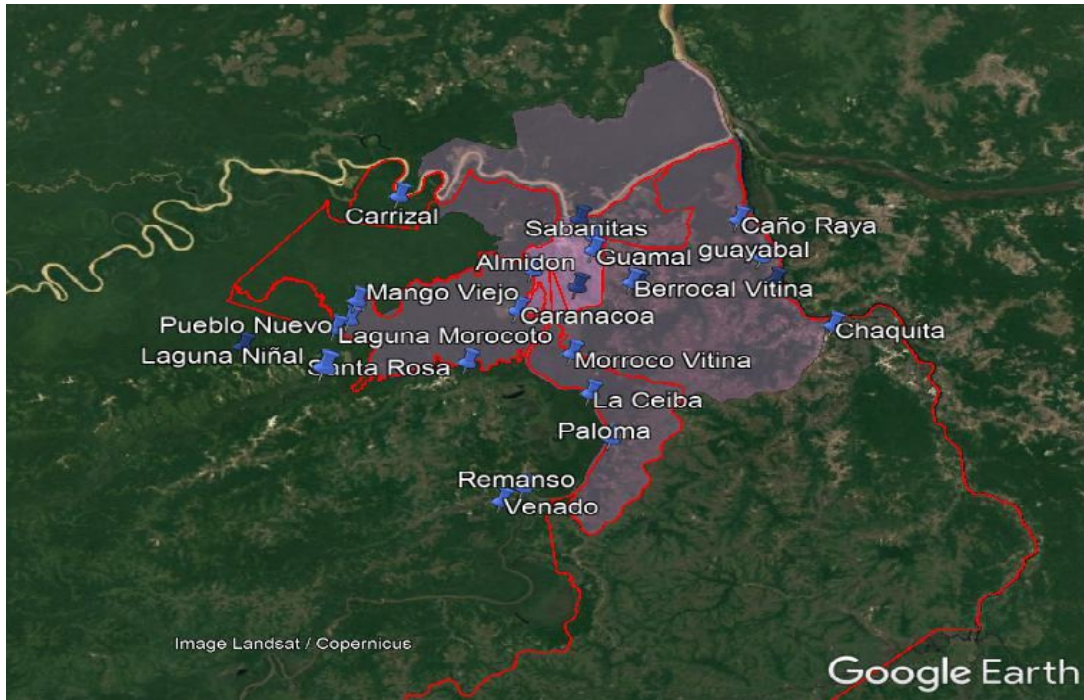 Carrizal
Sabanitas
Caño Raya
Guamal
guayabal
Almidon
Berrocal Vitina
Mango Viejo
Caranacoa
Pueblo Nuevo
Laguna Morocoto
Chaquita
Laguna Niñal
Santa Rosa
Morroco Vitina
La Ceiba
Paloma
Remanso
Venado
Image Landsat / Copernicus
Google Earth